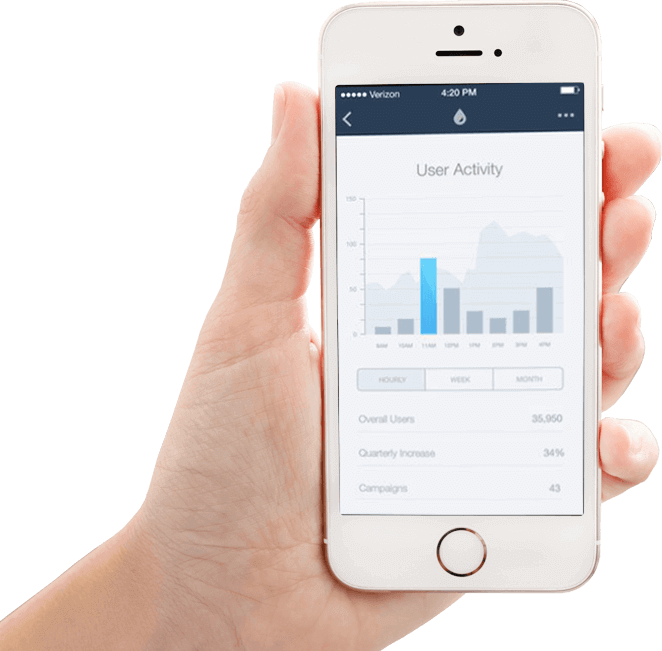 Verizon 4:20 PM
User Activity
150
100
50
0
9AM 10AM 11AM 12PM 1PM 2PM 3PM 4PM
HOURLY WEEK MONTH
Overall Users 35,950
Quarterly Increase 34%
Campaigns 43